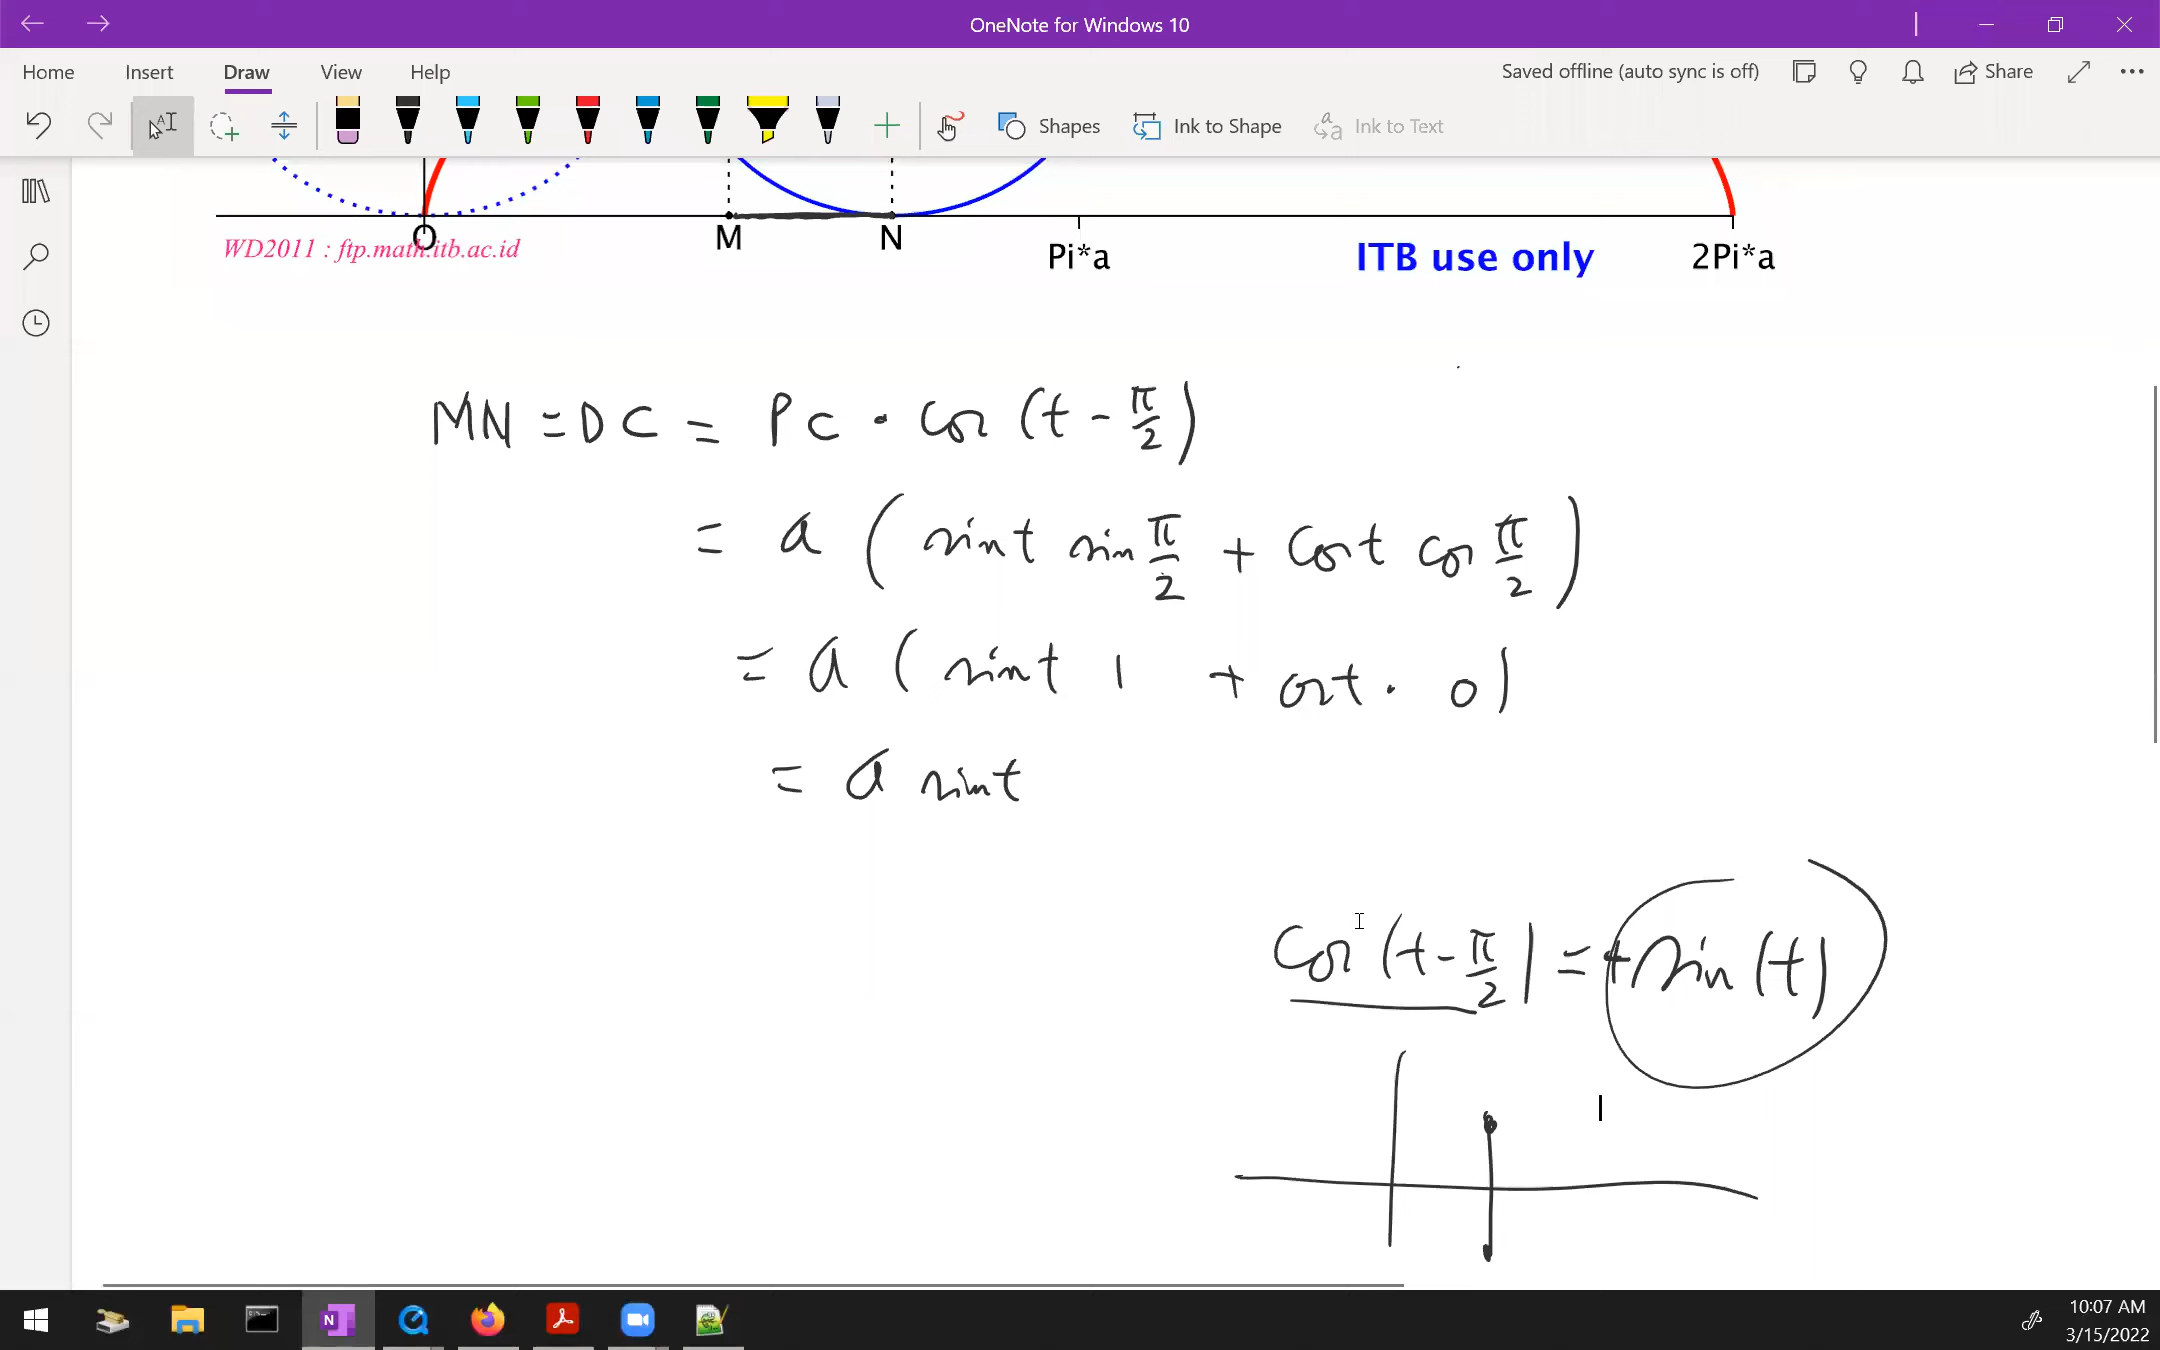 OneNote for Windows 10
Home Insert Draw View Help Saved offline (auto sync is off) Share
Shapes Ink to Shape Ink to Text
O M N Pi*a 2Pi*a
WD2011 : ftp.math.itb.ac.id ITB use only
MN = DC = PC · cos (t - π/2)
= a ( sin t sin π/2 + cos t cos π/2 )
= a ( sin t 1 + cos t · 0 )
= a sin t
cos (t - π/2) = + sin (t)
10:07 AM
3/15/2022